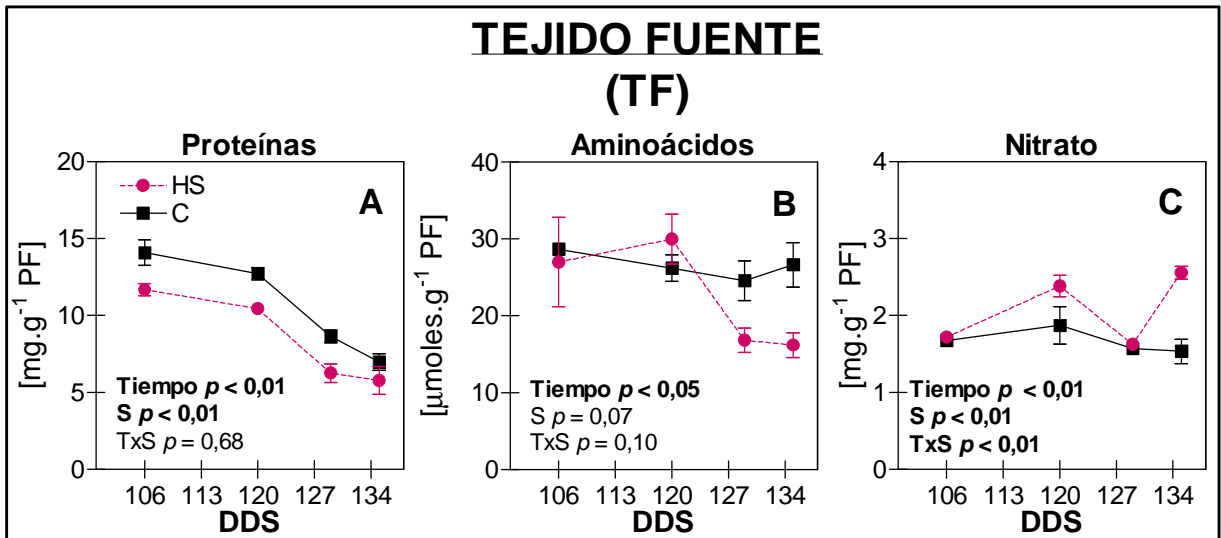 TEJIDO FUENTE
(TF)
Proteínas
20
15
10
5
0
[mg.g⁻¹ PF]
HS
C
A
Tiempo p < 0,01
S p < 0,01
TxS p = 0,68
106 113 120 127 134
DDS
Aminoácidos
40
30
20
10
0
[µmoles.g⁻¹ PF]
B
Tiempo p < 0,05
S p = 0,07
TxS p = 0,10
106 113 120 127 134
DDS
Nitrato
4
3
2
1
0
[mg.g⁻¹ PF]
C
Tiempo p < 0,01
S p < 0,01
TxS p < 0,01
106 113 120 127 134
DDS